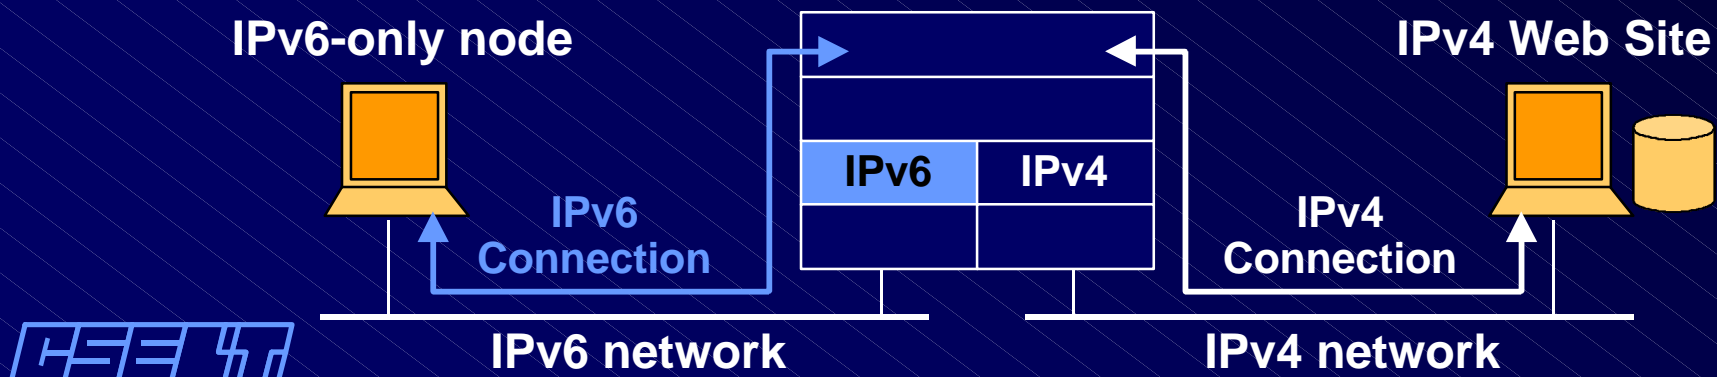 IPv6-only node
IPv4 Web Site
IPv6
IPv4
IPv6
Connection
IPv4
Connection
IPv6 network
IPv4 network
CSELT